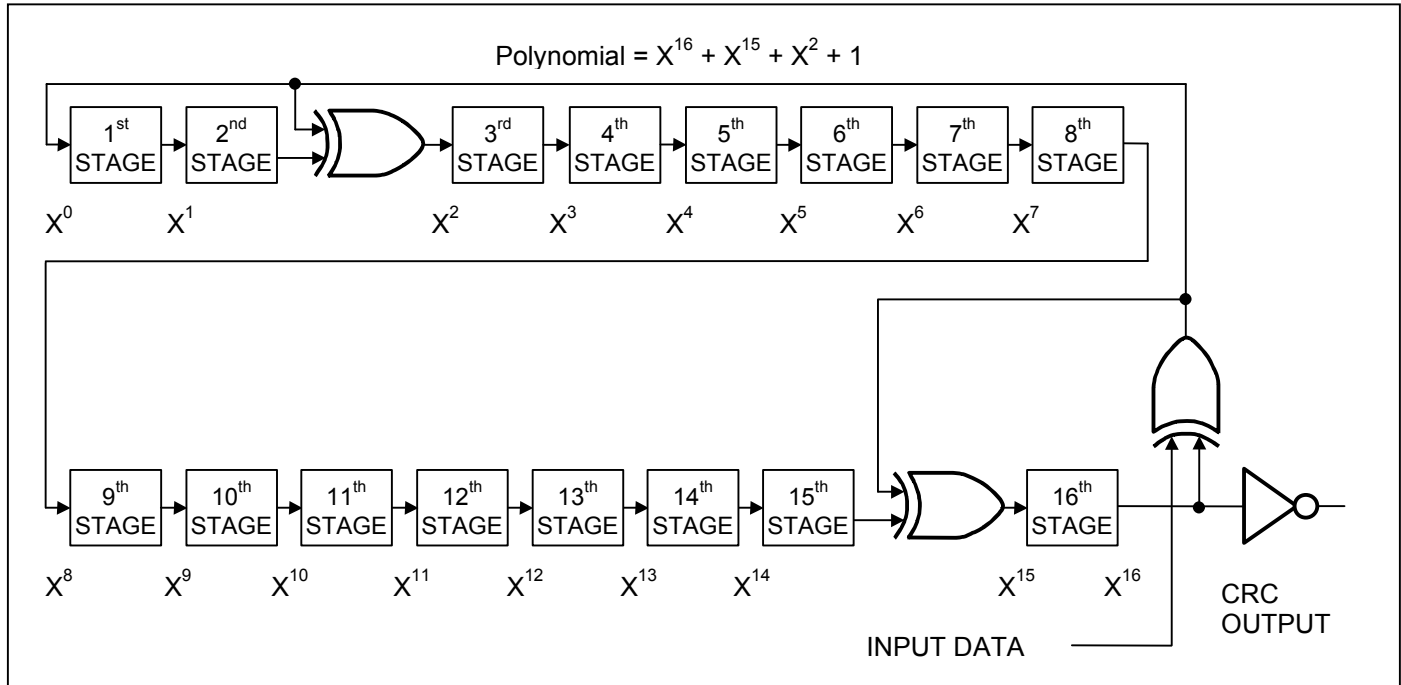 Polynomial = X¹⁶ + X¹⁵ + X² + 1
1ˢᵗ STAGE
2ⁿᵈ STAGE
3ʳᵈ STAGE
4ᵗʰ STAGE
5ᵗʰ STAGE
6ᵗʰ STAGE
7ᵗʰ STAGE
8ᵗʰ STAGE
X⁰ X¹ X² X³ X⁴ X⁵ X⁶ X⁷
9ᵗʰ STAGE
10ᵗʰ STAGE
11ᵗʰ STAGE
12ᵗʰ STAGE
13ᵗʰ STAGE
14ᵗʰ STAGE
15ᵗʰ STAGE
16ᵗʰ STAGE
X⁸ X⁹ X¹⁰ X¹¹ X¹² X¹³ X¹⁴ X¹⁵ X¹⁶
CRC
OUTPUT
INPUT DATA